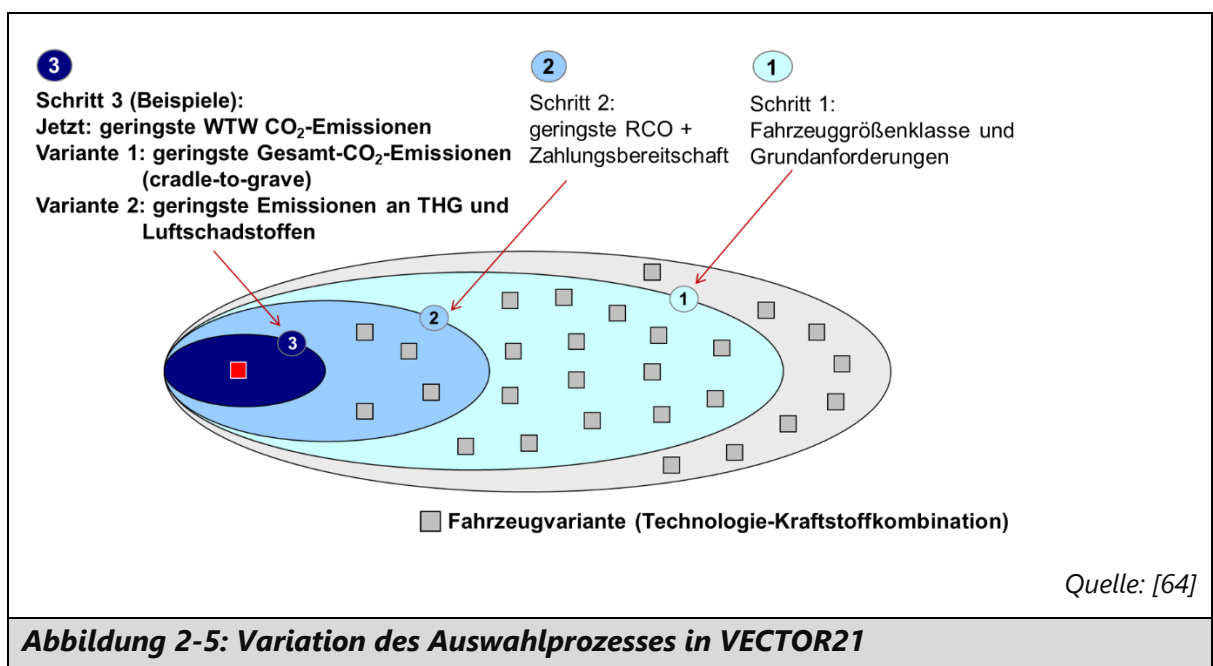 3
Schritt 3 (Beispiele):
Jetzt: geringste WTW CO₂-Emissionen
Variante 1: geringste Gesamt-CO₂-Emissionen
(cradle-to-grave)
Variante 2: geringste Emissionen an THG und
Luftschadstoffen
2
Schritt 2:
geringste RCO +
Zahlungsbereitschaft
1
Schritt 1:
Fahrzeuggrößenklasse und
Grundanforderungen
3
2
1
Fahrzeugvariante (Technologie-Kraftstoffkombination)
Quelle: [64]
Abbildung 2-5: Variation des Auswahlprozesses in VECTOR21